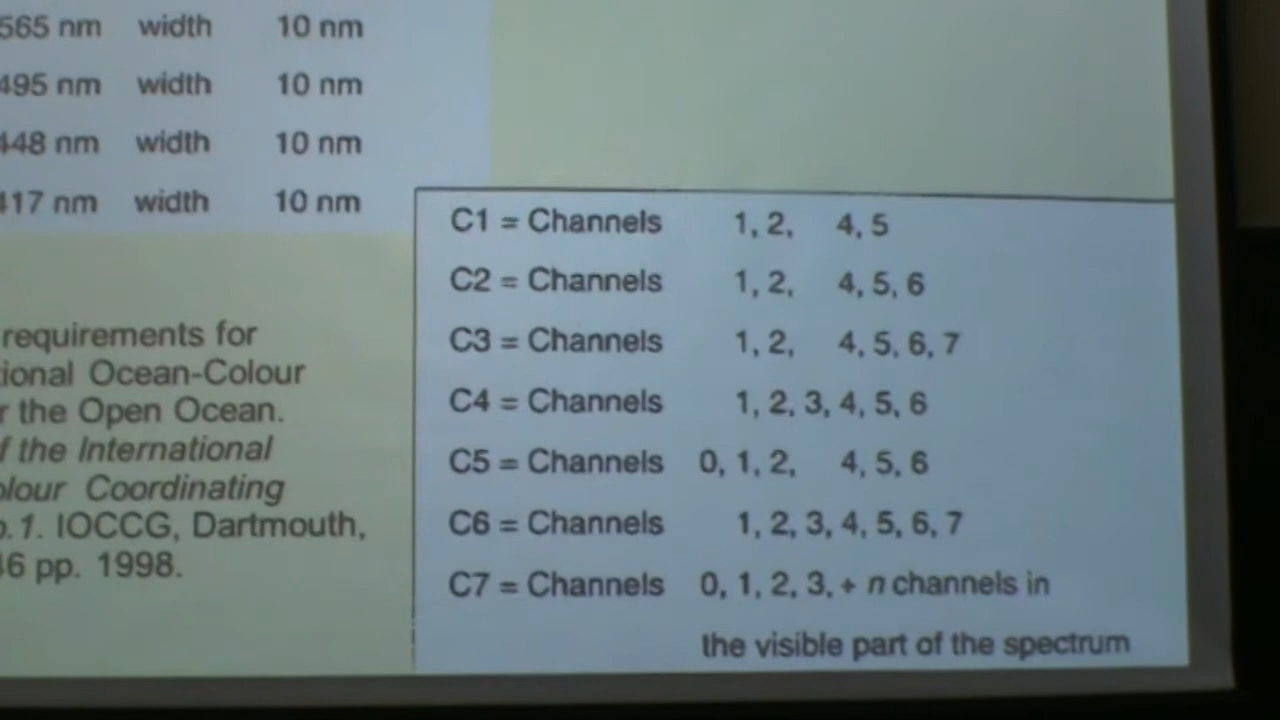 565 nm width 10 nm
495 nm width 10 nm
448 nm width 10 nm
417 nm width 10 nm
requirements for
Ocean-Colour
the Open Ocean.
the International
Coordinating
1. IOCCG, Dartmouth,
pp. 1998.
C1 = Channels 1, 2, 4, 5
C2 = Channels 1, 2, 4, 5, 6
C3 = Channels 1, 2, 4, 5, 6, 7
C4 = Channels 1, 2, 3, 4, 5, 6
C5 = Channels 0, 1, 2, 4, 5, 6
C6 = Channels 1, 2, 3, 4, 5, 6, 7
C7 = Channels 0, 1, 2, 3, + n channels in
the visible part of the spectrum